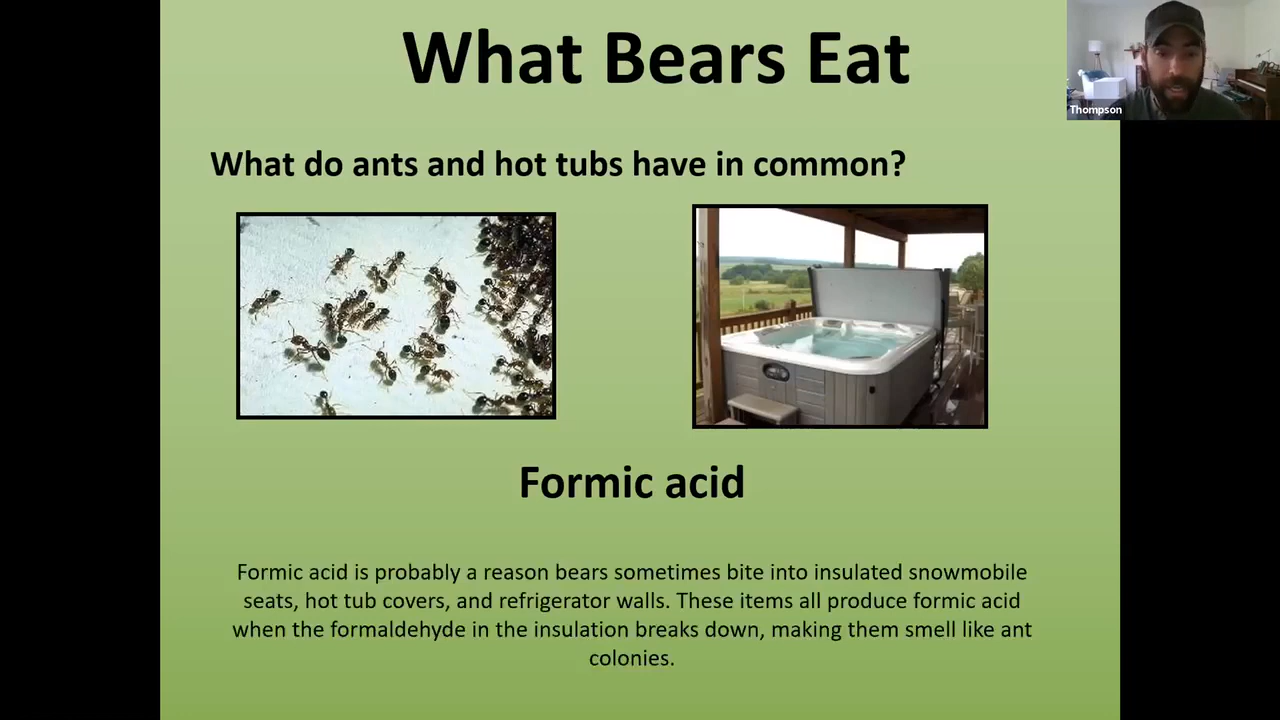 What Bears Eat
Thompson
What do ants and hot tubs have in common?
Formic acid
Formic acid is probably a reason bears sometimes bite into insulated snowmobile
seats, hot tub covers, and refrigerator walls. These items all produce formic acid
when the formaldehyde in the insulation breaks down, making them smell like ant
colonies.